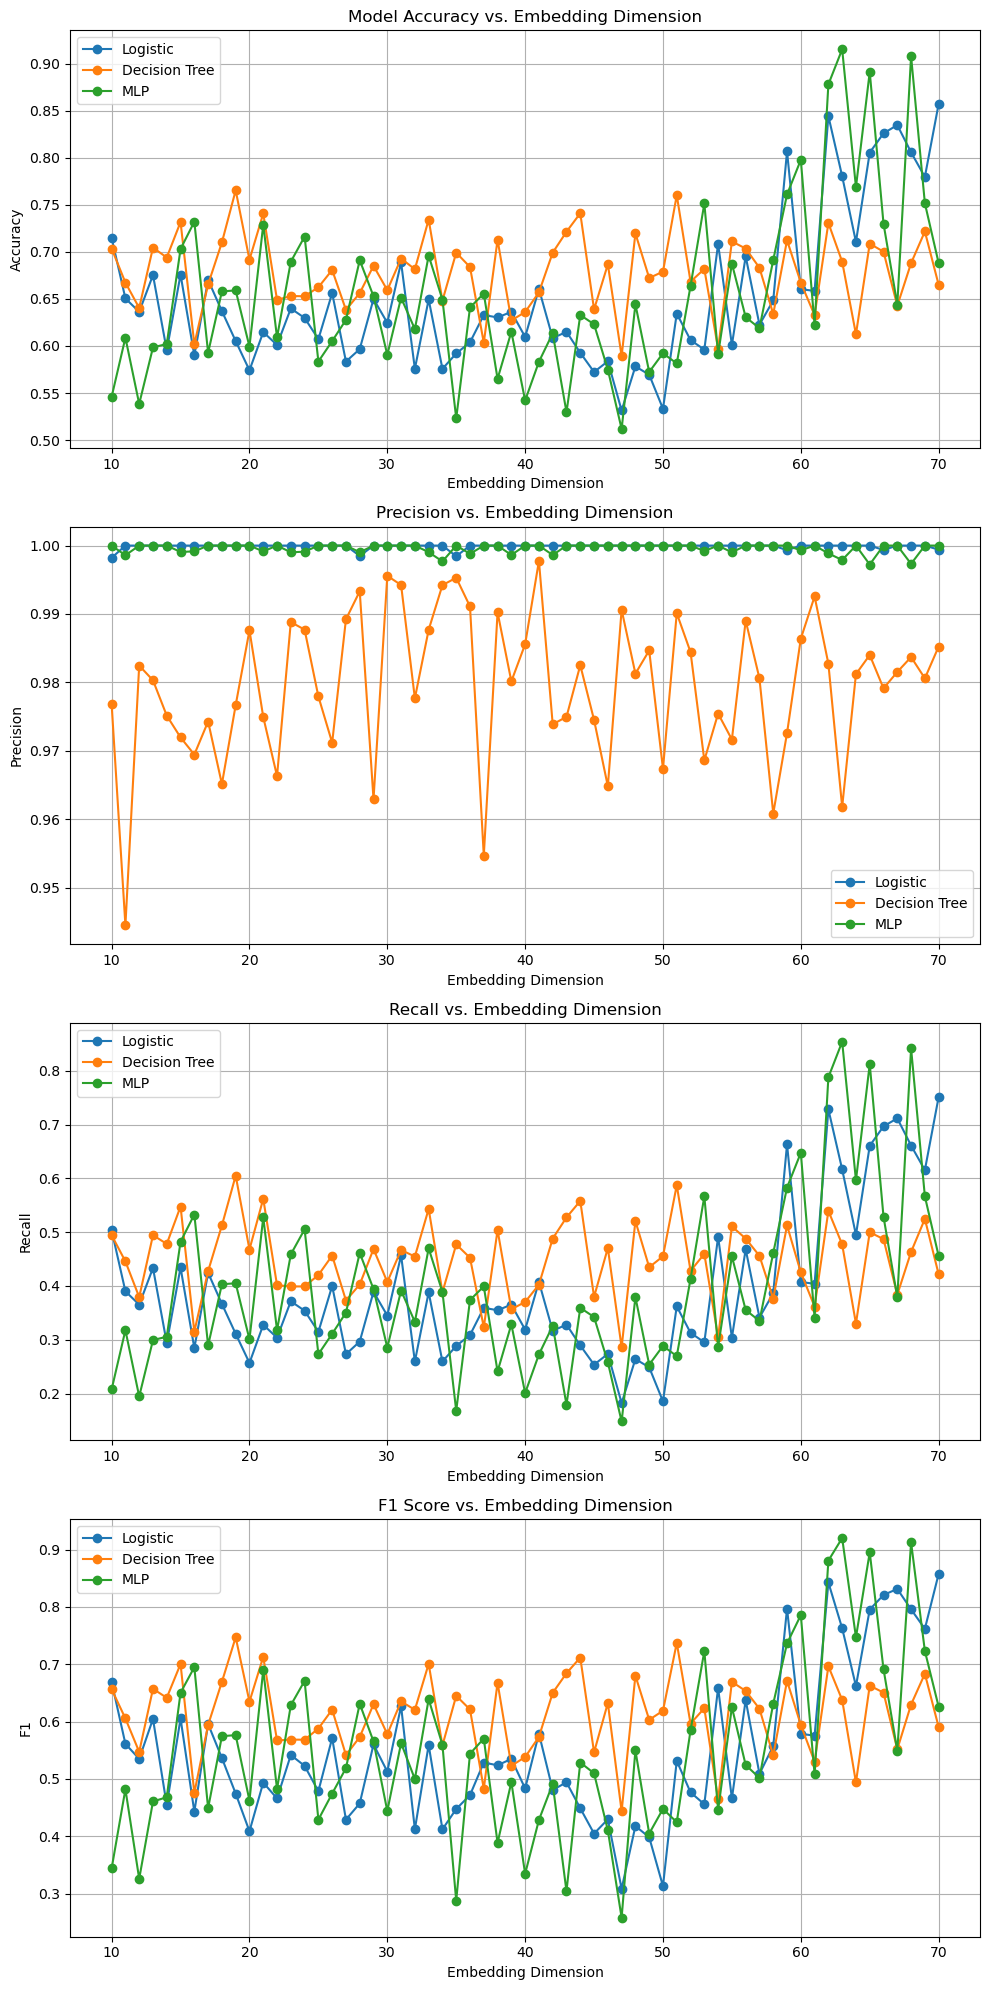 Model Accuracy vs. Embedding Dimension
Logistic
Decision Tree
MLP
0.90
0.85
0.80
0.75
0.70
0.65
0.60
0.55
0.50
Accuracy
10 20 30 40 50 60 70
Embedding Dimension
Precision vs. Embedding Dimension
1.00
0.99
0.98
0.97
0.96
0.95
Precision
Logistic
Decision Tree
MLP
10 20 30 40 50 60 70
Embedding Dimension
Recall vs. Embedding Dimension
Logistic
Decision Tree
MLP
0.8
0.7
0.6
0.5
0.4
0.3
0.2
Recall
10 20 30 40 50 60 70
Embedding Dimension
F1 Score vs. Embedding Dimension
Logistic
Decision Tree
MLP
0.9
0.8
0.7
0.6
0.5
0.4
0.3
F1
10 20 30 40 50 60 70
Embedding Dimension